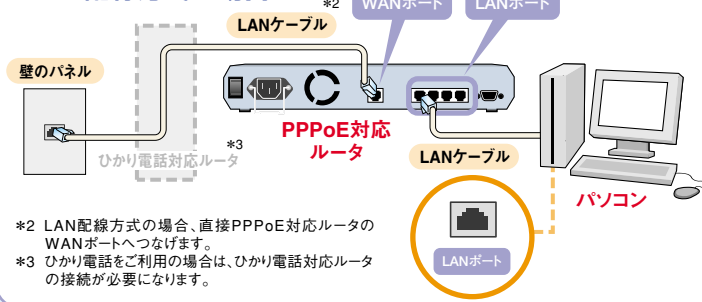 *2
WANポート
LANポート
LANケーブル
壁のパネル
PPPoE対応
ルータ
*3
ひかり電話対応ルータ
LANケーブル
パソコン
LANポート
*2 LAN配線方式の場合、直接PPPoE対応ルータの
WANポートへつなげます。
*3 ひかり電話をご利用の場合は、ひかり電話対応ルータ
の接続が必要になります。